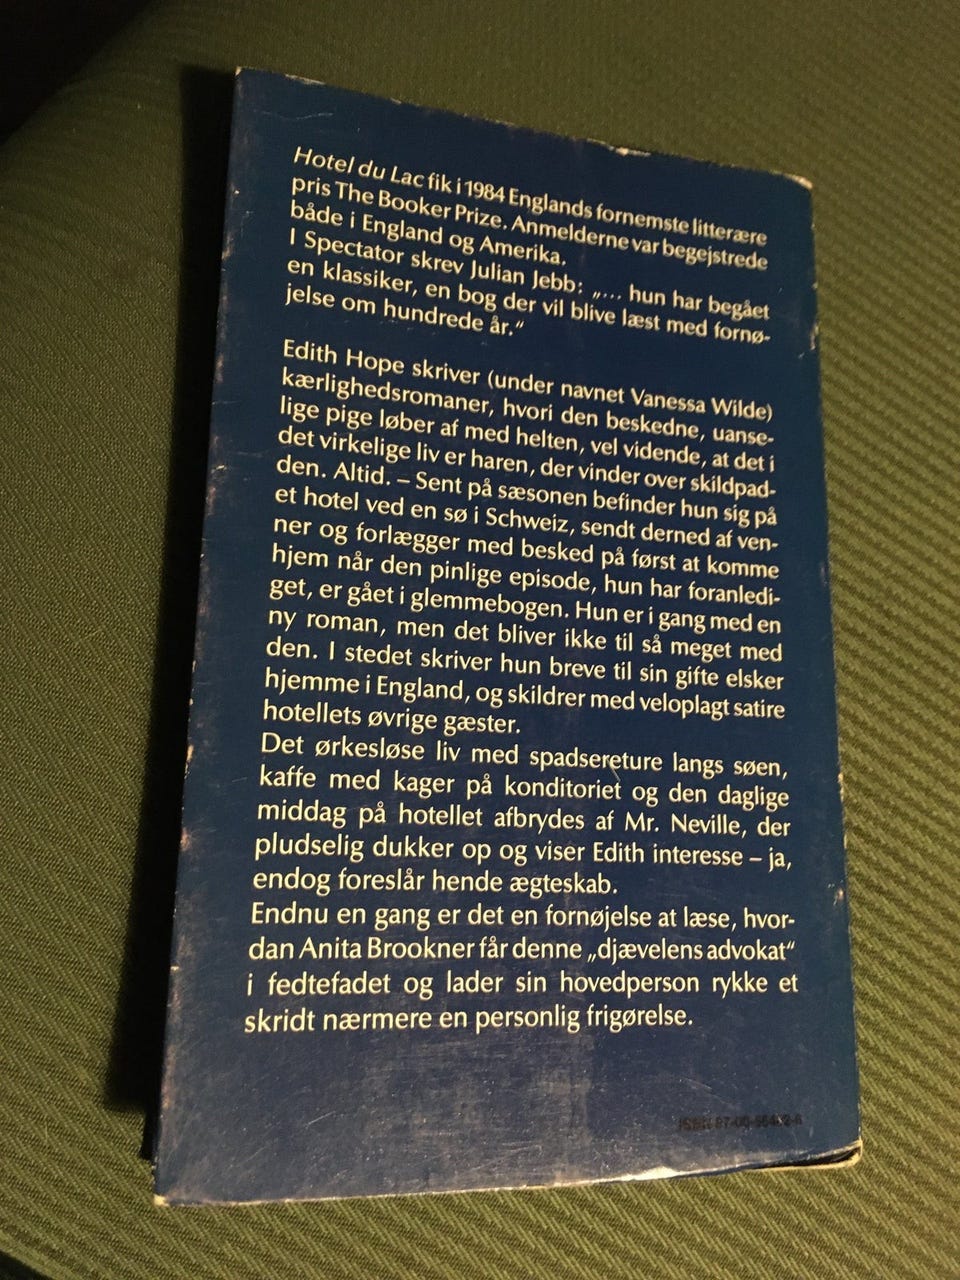 Hotel du Lac fik i 1984 Englands fornemste litterære
pris The Booker Prize. Anmelderne var begejstrede
både i England og Amerika.
I Spectator skrev Julian Jebb: „... hun har begået
en klassiker, en bog der vil blive læst med fornø-
jelse om hundrede år.“
Edith Hope skriver (under navnet Vanessa Wilde)
kærlighedsromaner, hvori den beskedne, uanse-
lige pige løber af med helten, vel vidende, at det i
det virkelige liv er haren, der vinder over skildpad-
den. Altid. – Sent på sæsonen befinder hun sig på
et hotel ved en sø i Schweiz, sendt derned af ven-
ner og forlægger med besked på først at komme
hjem når den pinlige episode, hun har foranledi-
get, er gået i glemmebogen. Hun er i gang med en
ny roman, men det bliver ikke til så meget med
den. I stedet skriver hun breve til sin gifte elsker
hjemme i England, og skildrer med veloplagt satire
hotellets øvrige gæster.
Det ørkesløse liv med spadsereture langs søen,
kaffe med kager på konditoriet og den daglige
middag på hotellet afbrydes af Mr. Neville, der
pludselig dukker op og viser Edith interesse – ja,
endog foreslår hende ægteskab.
Endnu en gang er det en fornøjelse at læse, hvor-
dan Anita Brookner får denne „djævelens advokat“
i fedtefadet og lader sin hovedperson rykke et
skridt nærmere en personlig frigørelse.
ISBN